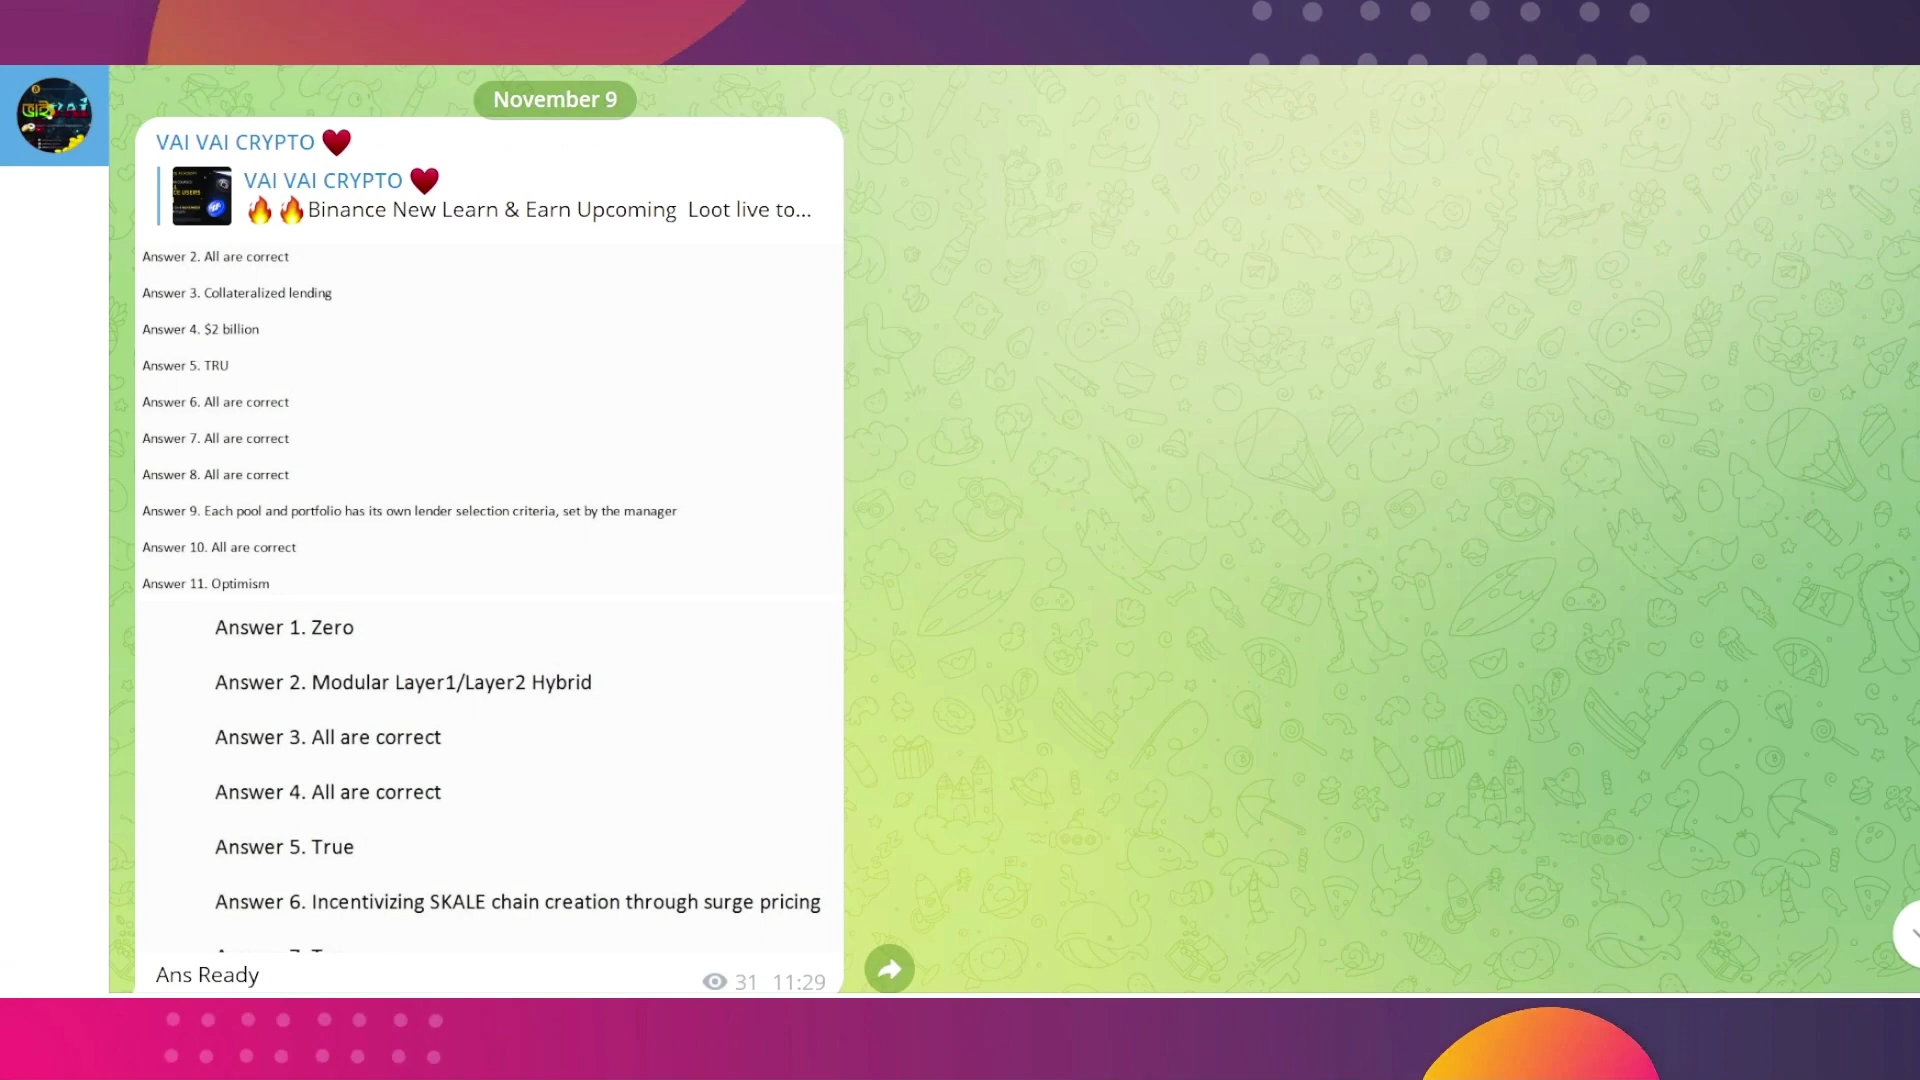 November 9
VAI VAI CRYPTO ♥
VAI VAI CRYPTO ♥
🔥🔥Binance New Learn & Earn Upcoming Loot live to...
Answer 2. All are correct
Answer 3. Collateralized lending
Answer 4. $2 billion
Answer 5. TRU
Answer 6. All are correct
Answer 7. All are correct
Answer 8. All are correct
Answer 9. Each pool and portfolio has its own lender selection criteria, set by the manager
Answer 10. All are correct
Answer 11. Optimism
Answer 1. Zero
Answer 2. Modular Layer1/Layer2 Hybrid
Answer 3. All are correct
Answer 4. All are correct
Answer 5. True
Answer 6. Incentivizing SKALE chain creation through surge pricing
Ans Ready
31 11:29